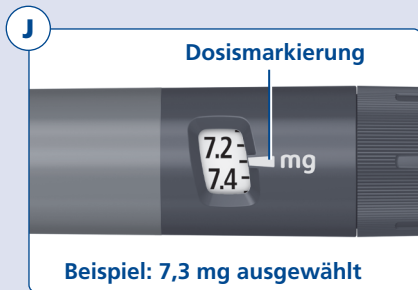 J
Dosismarkierung
7.2
mg
7.4
Beispiel: 7,3 mg ausgewählt